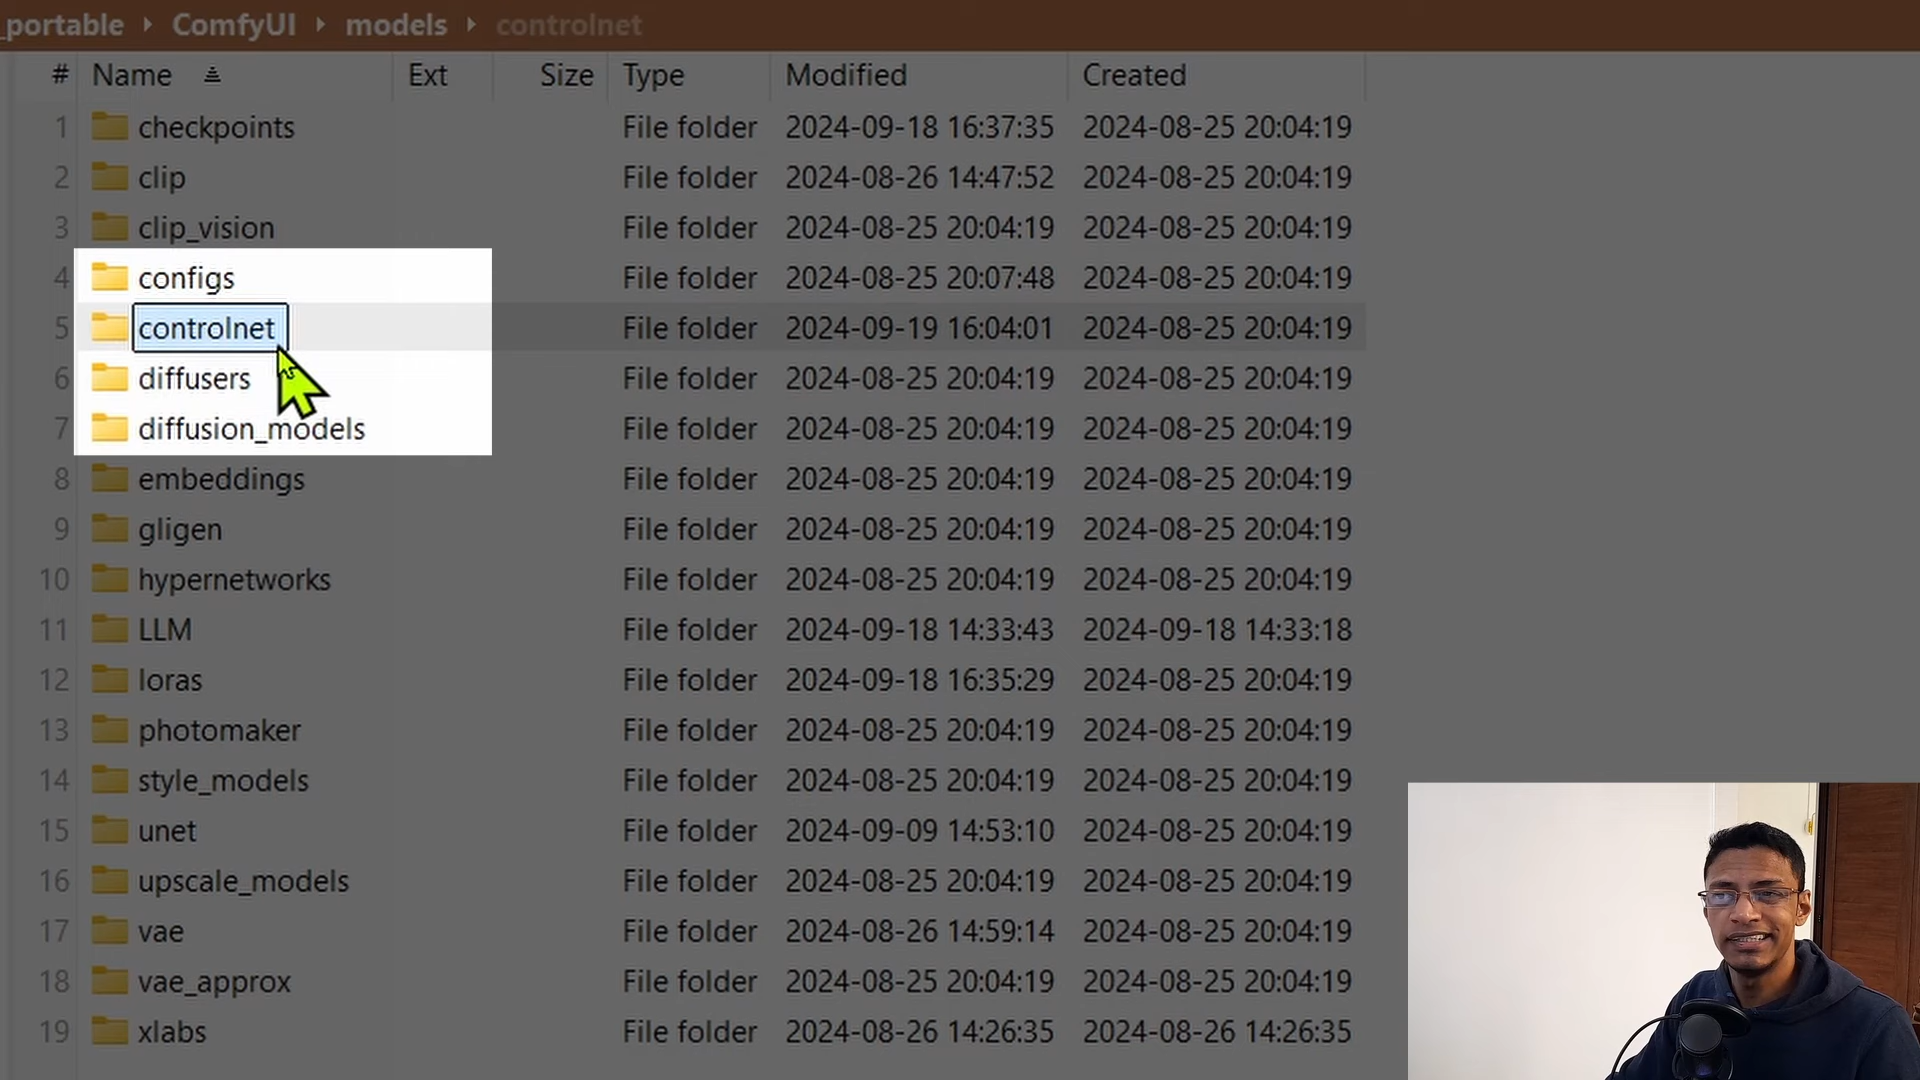 _portable ComfyUI models controlnet
# Name Ext Size Type Modified Created
1 checkpoints File folder 2024-09-18 16:37:35 2024-08-25 20:04:19
2 clip File folder 2024-08-26 14:47:52 2024-08-25 20:04:19
3 clip_vision File folder 2024-08-25 20:04:19 2024-08-25 20:04:19
4 configs File folder 2024-08-25 20:07:48 2024-08-25 20:04:19
5 controlnet File folder 2024-09-19 16:04:01 2024-08-25 20:04:19
6 diffusers File folder 2024-08-25 20:04:19 2024-08-25 20:04:19
7 diffusion_models File folder 2024-08-25 20:04:19 2024-08-25 20:04:19
8 embeddings File folder 2024-08-25 20:04:19 2024-08-25 20:04:19
9 gligen File folder 2024-08-25 20:04:19 2024-08-25 20:04:19
10 hypernetworks File folder 2024-08-25 20:04:19 2024-08-25 20:04:19
11 LLM File folder 2024-09-18 14:33:43 2024-09-18 14:33:18
12 loras File folder 2024-09-18 16:35:29 2024-08-25 20:04:19
13 photomaker File folder 2024-08-25 20:04:19 2024-08-25 20:04:19
14 style_models File folder 2024-08-25 20:04:19 2024-08-25 20:04:19
15 unet File folder 2024-09-09 14:53:10 2024-08-25 20:04:19
16 upscale_models File folder 2024-08-25 20:04:19 2024-08-25 20:04:19
17 vae File folder 2024-08-26 14:59:14 2024-08-25 20:04:19
18 vae_approx File folder 2024-08-25 20:04:19 2024-08-25 20:04:19
19 xlabs File folder 2024-08-26 14:26:35 2024-08-26 14:26:35